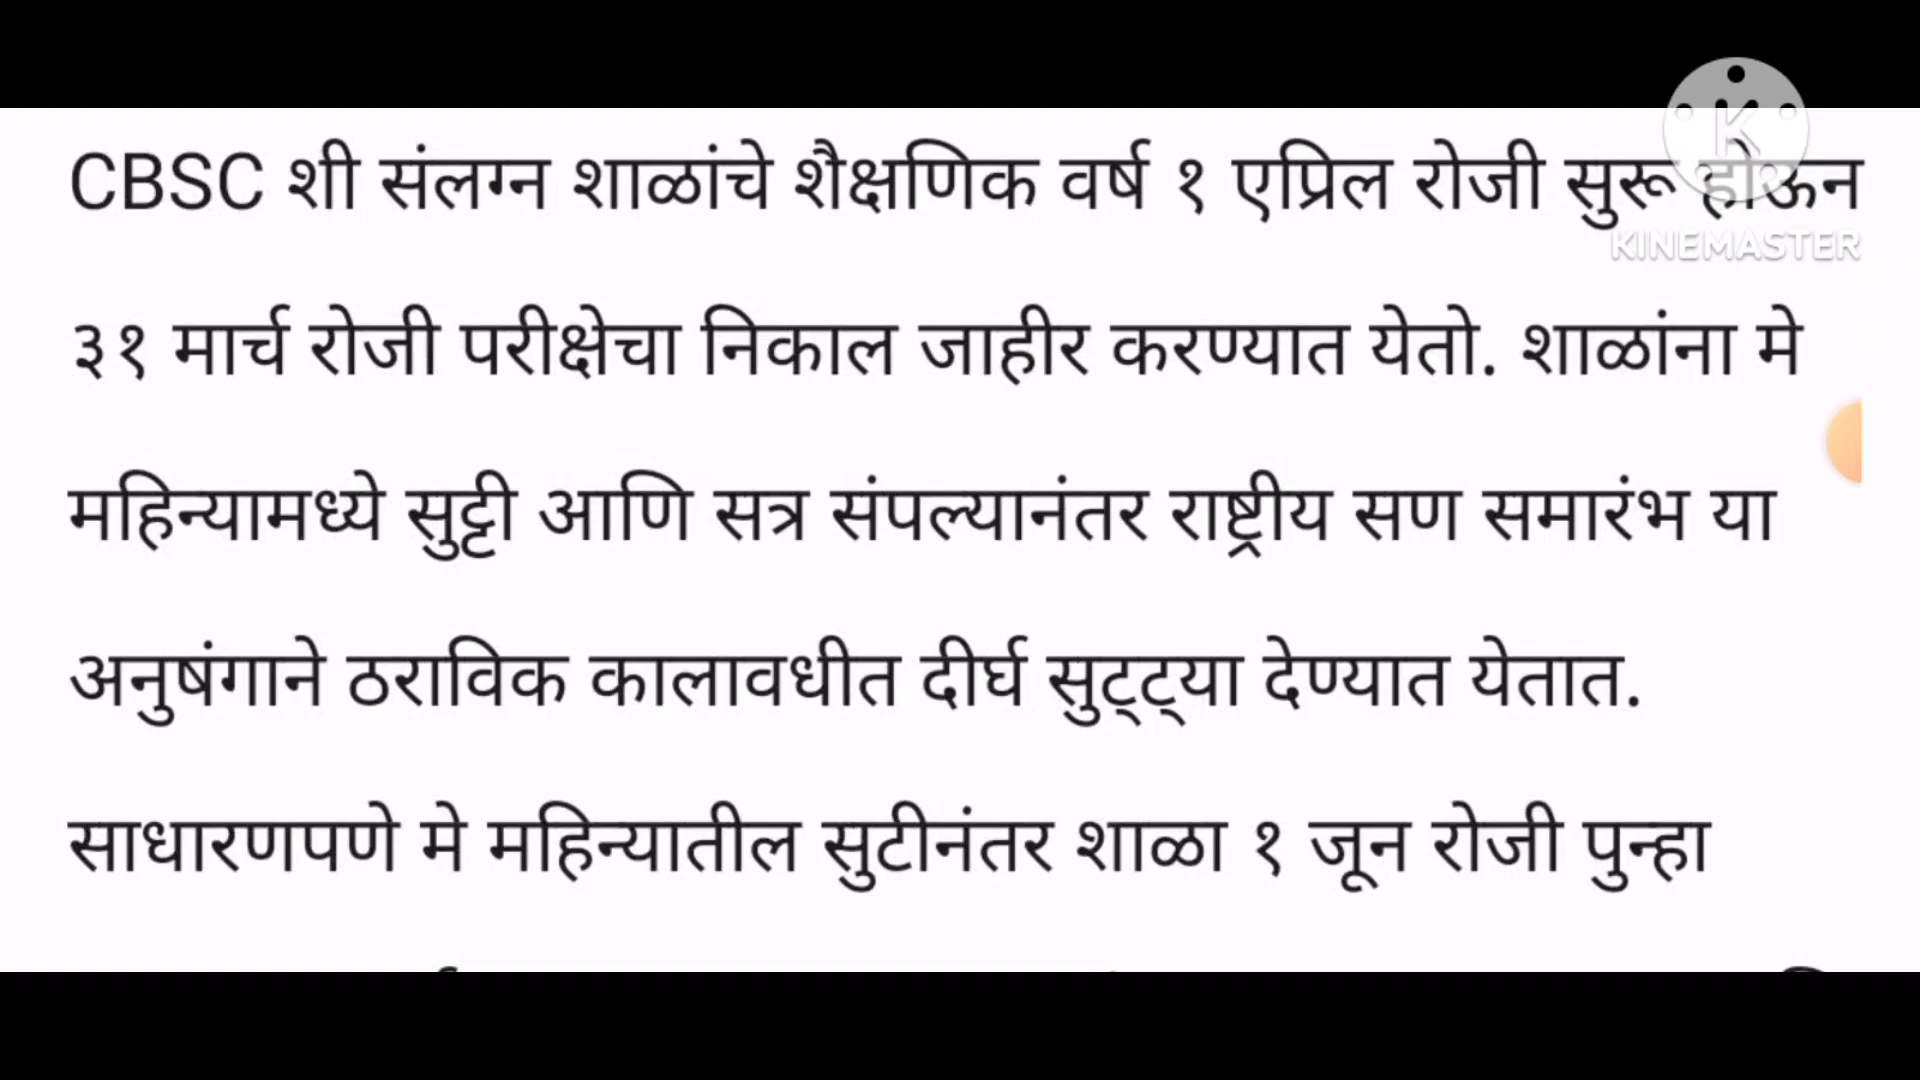 CBSC शी संलग्न शाळांचे शैक्षणिक वर्ष १ एप्रिल रोजी सुरू होऊन
KINEMASTER
३१ मार्च रोजी परीक्षेचा निकाल जाहीर करण्यात येतो. शाळांना मे
महिन्यामध्ये सुट्टी आणि सत्र संपल्यानंतर राष्ट्रीय सण समारंभ या
अनुषंगाने ठराविक कालावधीत दीर्घ सुट्ट्या देण्यात येतात.
साधारणपणे मे महिन्यातील सुटीनंतर शाळा १ जून रोजी पुन्हा